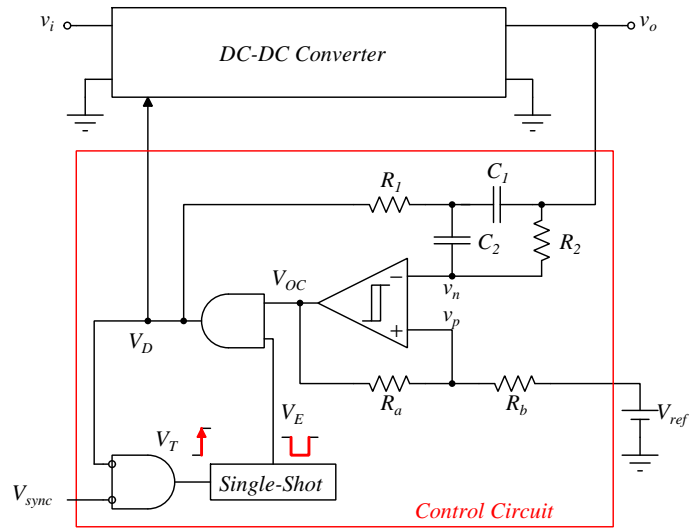 v_i
DC-DC Converter
v_o
R_1
C_1
C_2
R_2
V_OC
−
v_n
v_p
+
V_D
R_a
R_b
V_ref
V_E
V_T
Single-Shot
V_sync
Control Circuit